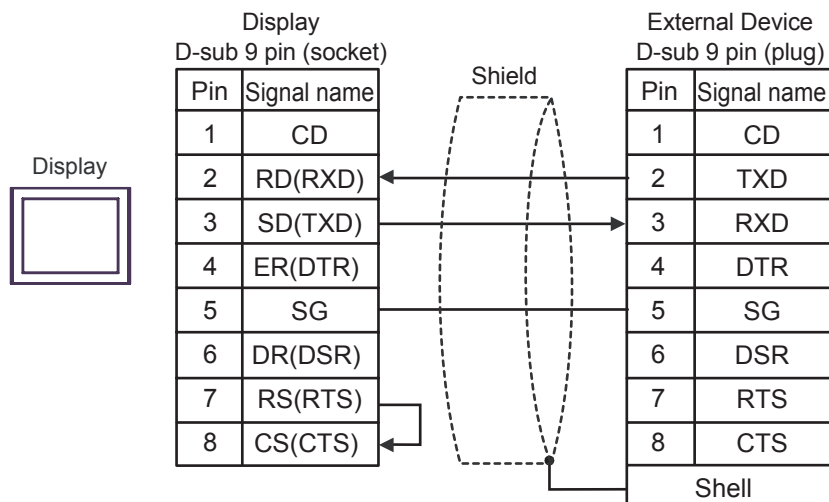 Display
D-sub 9 pin (socket)
External Device
D-sub 9 pin (plug)
Shield
Display
Pin Signal name
1 CD
2 RD(RXD)
3 SD(TXD)
4 ER(DTR)
5 SG
6 DR(DSR)
7 RS(RTS)
8 CS(CTS)
Pin Signal name
1 CD
2 TXD
3 RXD
4 DTR
5 SG
6 DSR
7 RTS
8 CTS
Shell